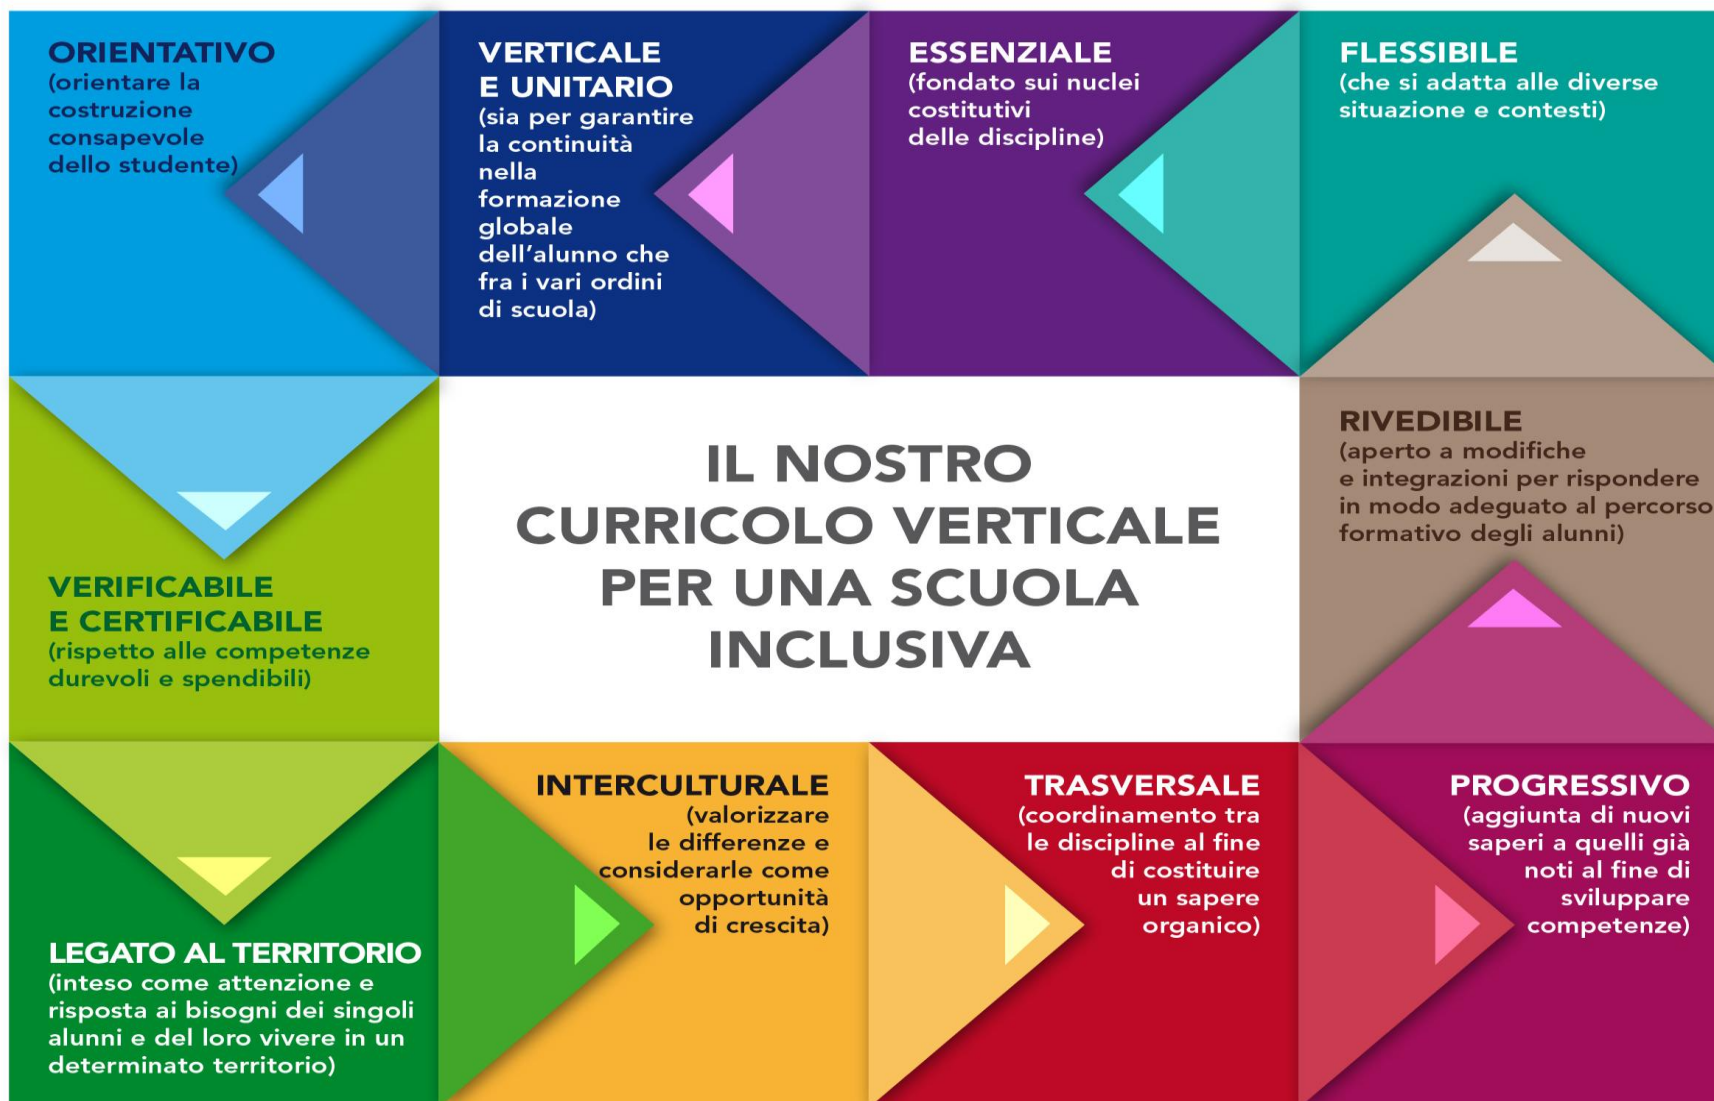 ORIENTATIVO
(orientare la
costruzione
consapevole
dello studente)
VERTICALE
E UNITARIO
(sia per garantire
la continuità
nella
formazione
globale
dell'alunno che
fra i vari ordini
di scuola)
ESSENZIALE
(fondato sui nuclei
costitutivi
delle discipline)
FLESSIBILE
(che si adatta alle diverse
situazione e contesti)
VERIFICABILE
E CERTIFICABILE
(rispetto alle competenze
durevoli e spendibili)
IL NOSTRO
CURRICOLO VERTICALE
PER UNA SCUOLA
INCLUSIVA
RIVEDIBILE
(aperto a modifiche
e integrazioni per rispondere
in modo adeguato al percorso
formativo degli alunni)
LEGATO AL TERRITORIO
(inteso come attenzione e
risposta ai bisogni dei singoli
alunni e del loro vivere in un
determinato territorio)
INTERCULTURALE
(valorizzare
le differenze e
considerarle come
opportunità
di crescita)
TRASVERSALE
(coordinamento tra
le discipline al fine
di costituire
un sapere
organico)
PROGRESSIVO
(aggiunta di nuovi
saperi a quelli già
noti al fine di
sviluppare
competenze)